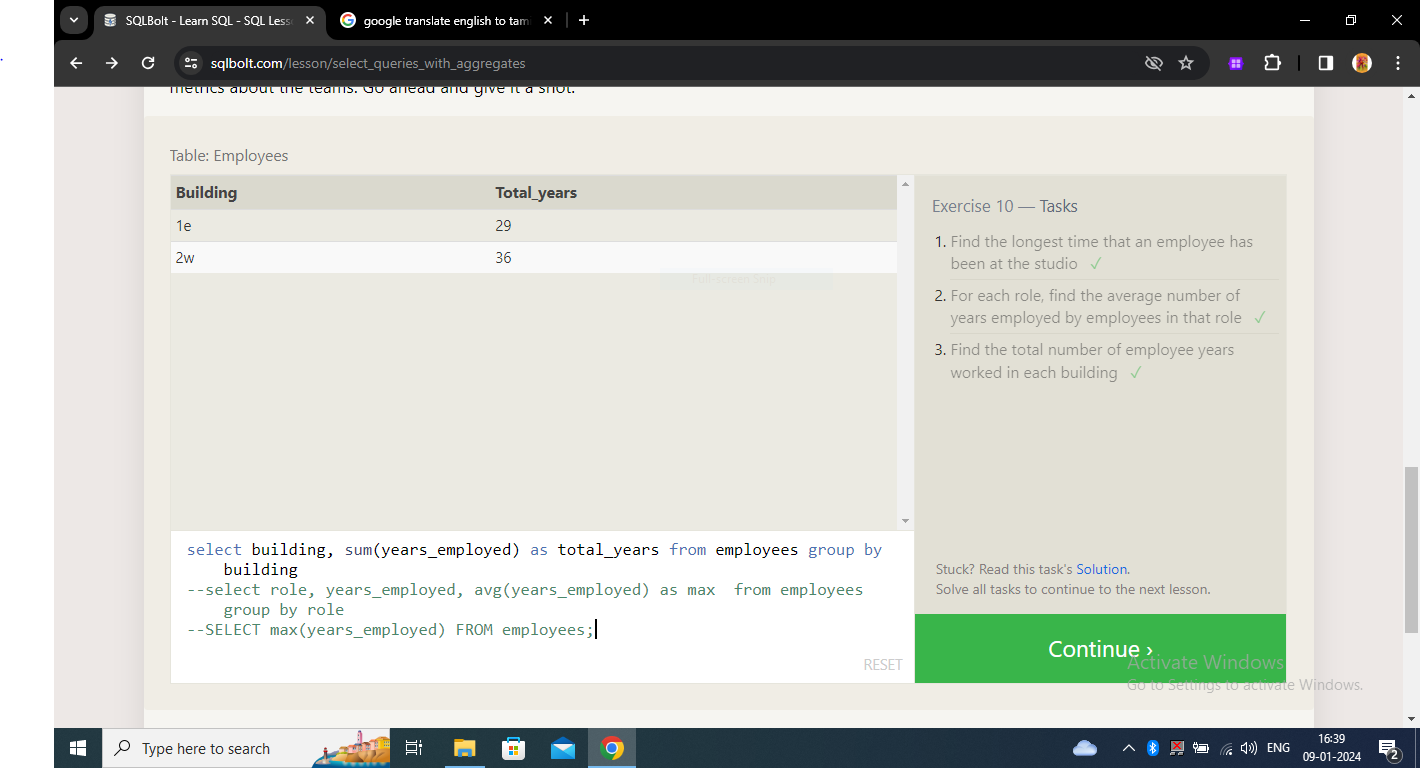 SQLBolt - Learn SQL - SQL Less
google translate english to tam
sqlbolt.com/lesson/select_queries_with_aggregates
metrics about the teams. Go ahead and give it a shot.
Table: Employees
Building Total_years
1e 29
2w 36
Full-screen Snip
Exercise 10 — Tasks
1. Find the longest time that an employee has
been at the studio ✓
2. For each role, find the average number of
years employed by employees in that role ✓
3. Find the total number of employee years
worked in each building ✓
select building, sum(years_employed) as total_years from employees group by
building
--select role, years_employed, avg(years_employed) as max  from employees
group by role
--SELECT max(years_employed) FROM employees;
RESET
Stuck? Read this task's Solution.
Solve all tasks to continue to the next lesson.
Continue ›
Activate Windows
Go to Settings to activate Windows.
Type here to search
ENG
16:39
09-01-2024
2